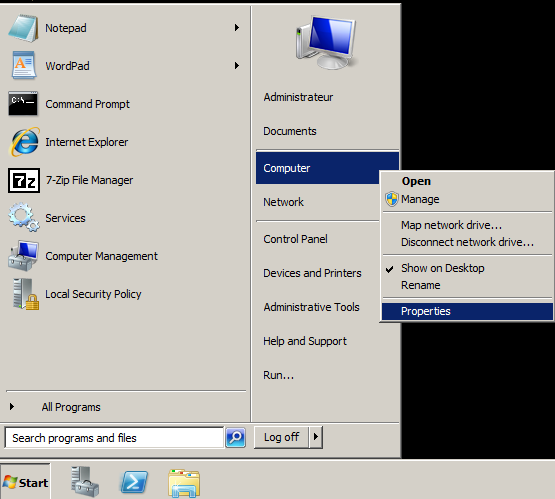 Notepad
WordPad
C:\_
Command Prompt
Internet Explorer
7z
7-Zip File Manager
Services
Computer Management
Local Security Policy
All Programs
Search programs and files
Administrateur
Documents
Computer
Network
Control Panel
Devices and Printers
Administrative Tools
Help and Support
Run...
Log off
Open
Manage
Map network drive...
Disconnect network drive...
Show on Desktop
Rename
Properties
Start